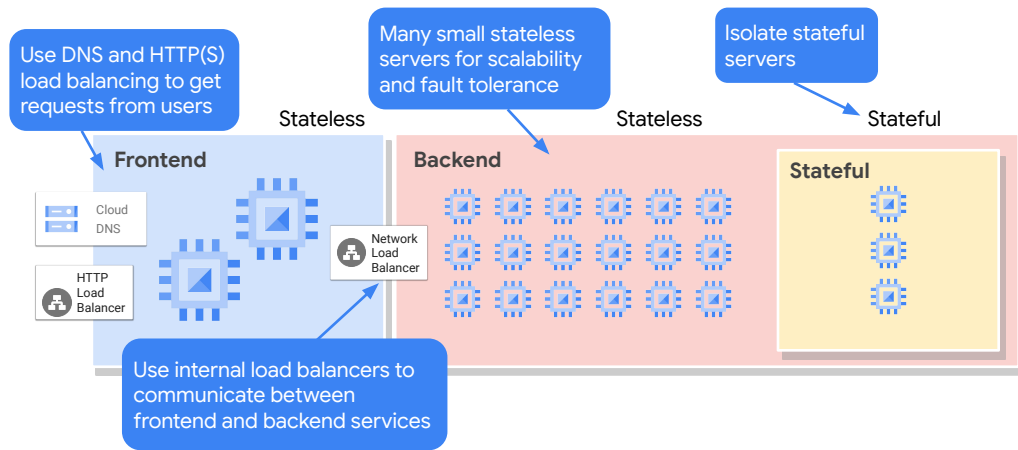 Use DNS and HTTP(S)
load balancing to get
requests from users
Many small stateless
servers for scalability
and fault tolerance
Isolate stateful
servers
Stateless
Stateless
Stateful
Frontend
Backend
Stateful
Cloud
DNS
HTTP
Load
Balancer
Network
Load
Balancer
Use internal load balancers to
communicate between
frontend and backend services